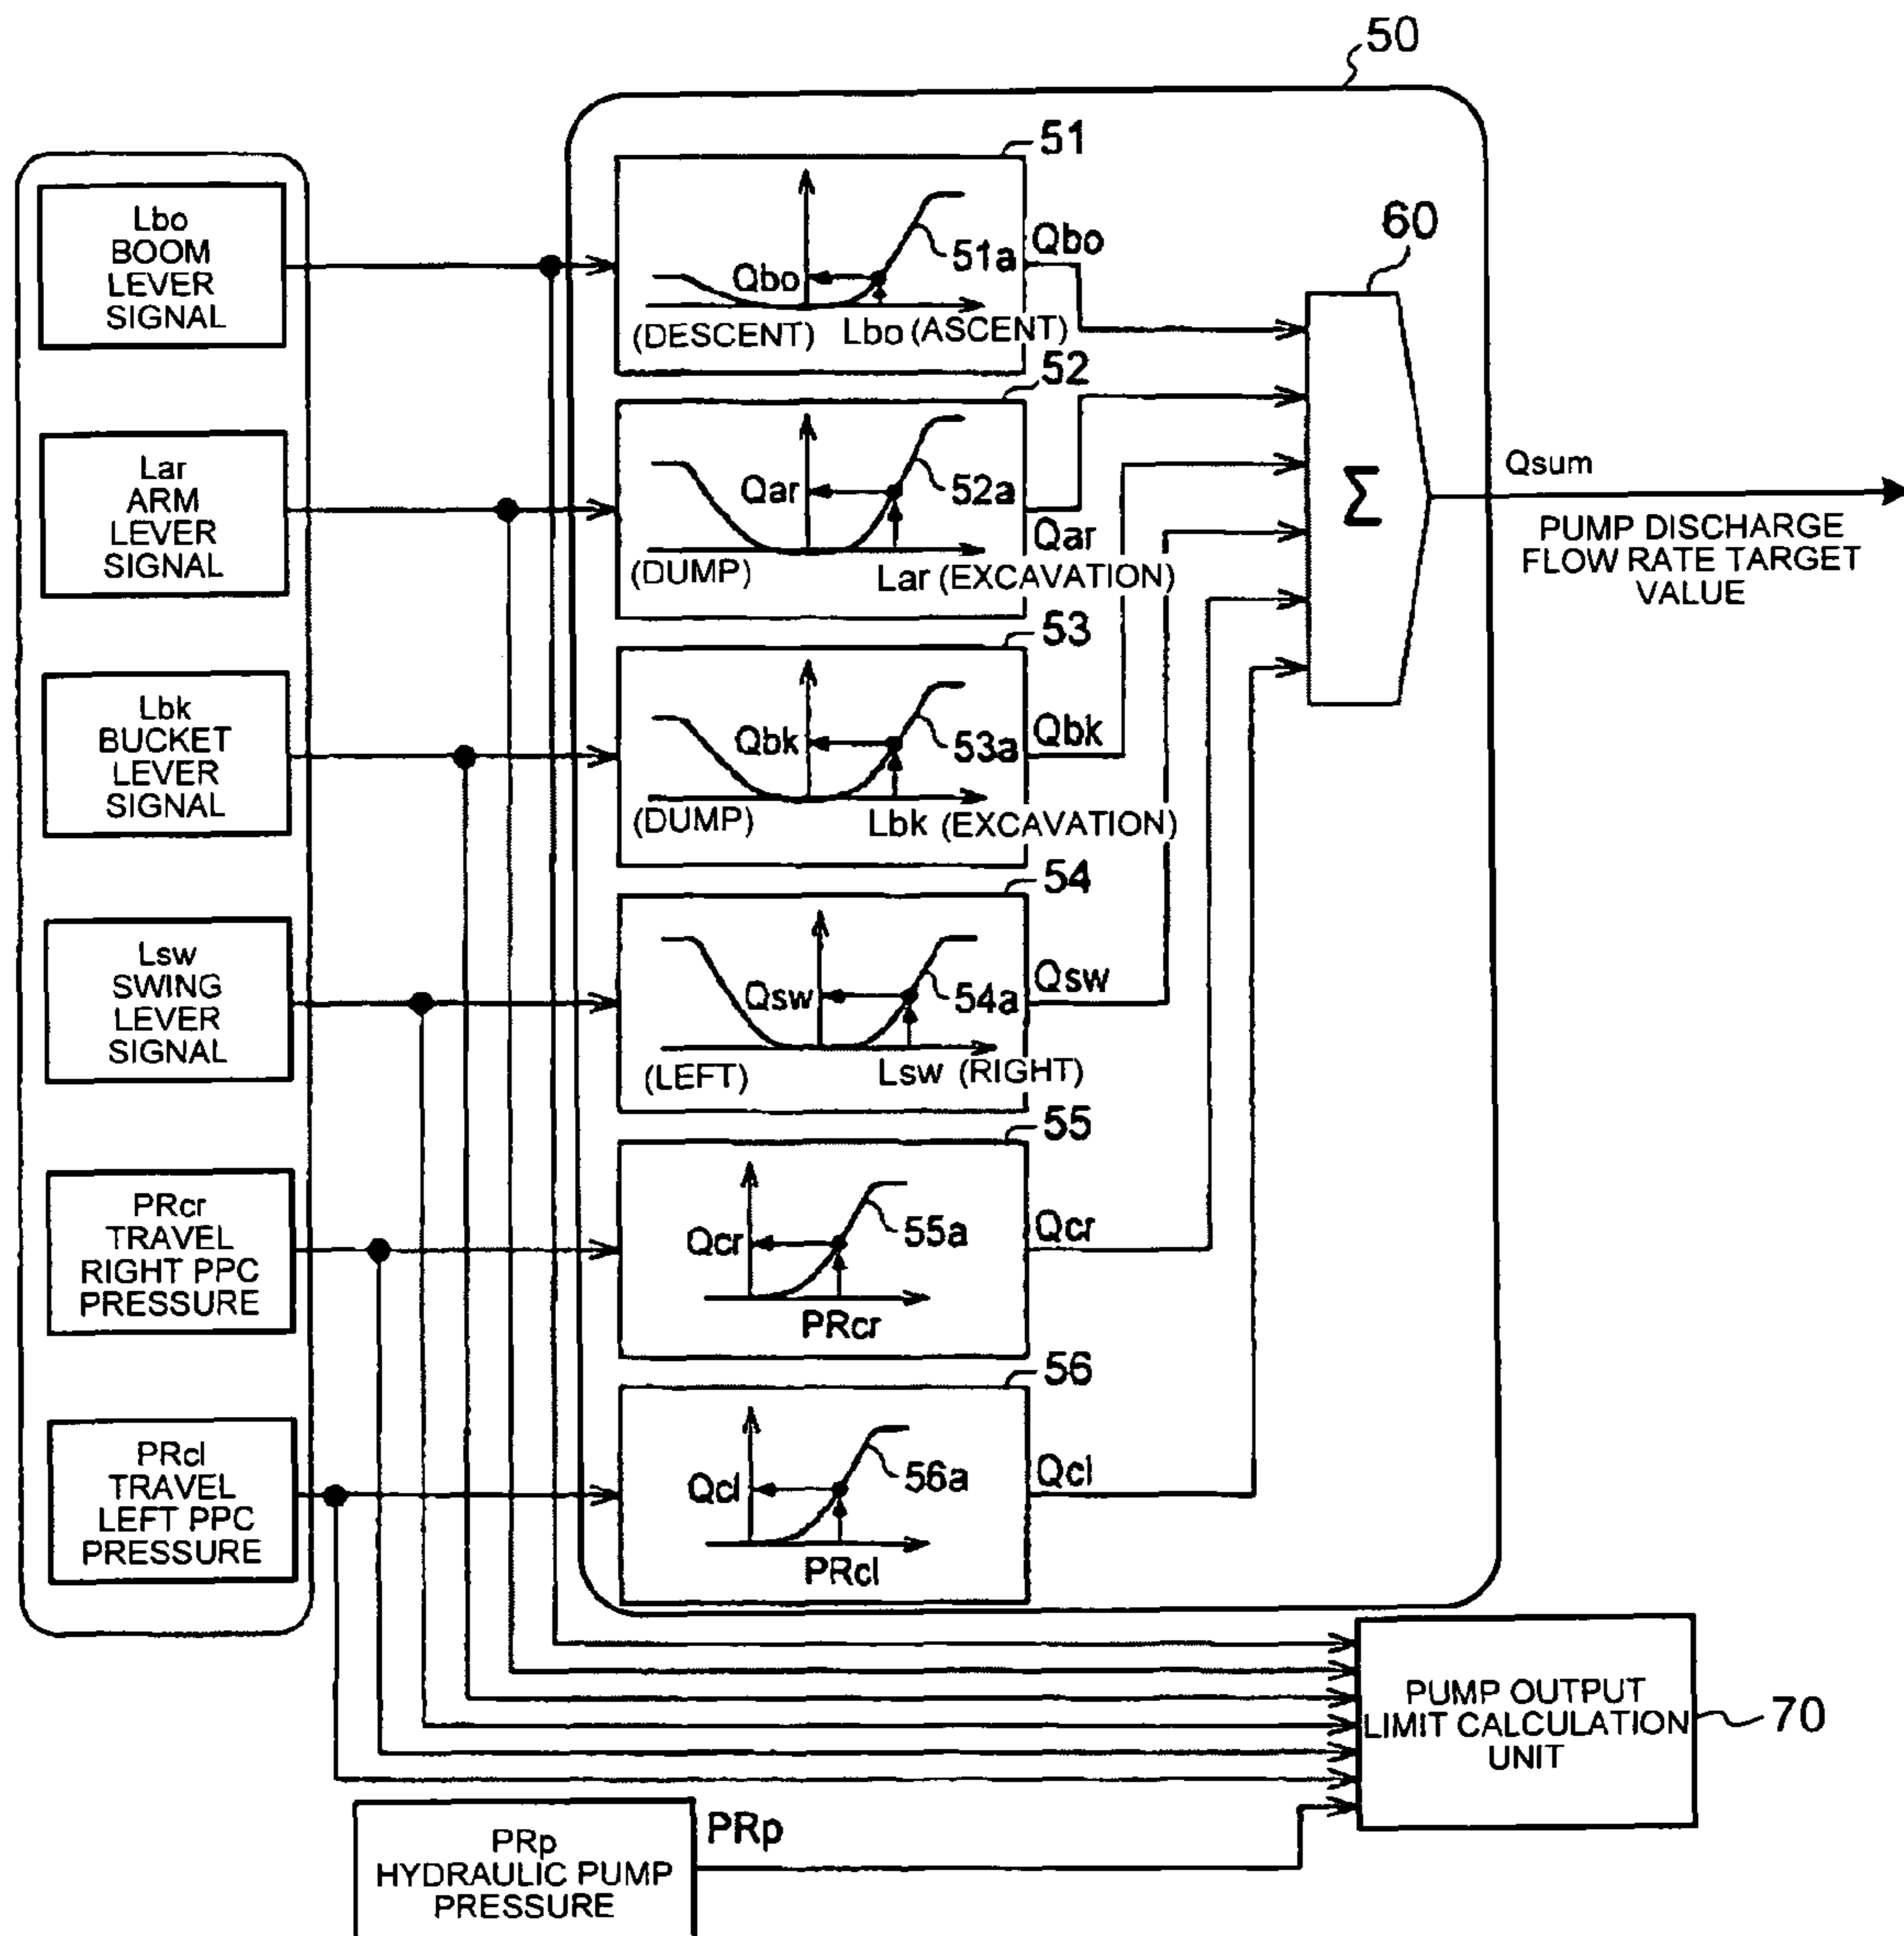 50
Lbo
BOOM
LEVER
SIGNAL
Lar
ARM
LEVER
SIGNAL
Lbk
BUCKET
LEVER
SIGNAL
Lsw
SWING
LEVER
SIGNAL
PRcr
TRAVEL
RIGHT PPC
PRESSURE
PRcl
TRAVEL
LEFT PPC
PRESSURE
51
Qbo
51a
(DESCENT) Lbo (ASCENT)
Qbo
52
Qar
52a
(DUMP) Lar (EXCAVATION)
Qar
53
Qbk
53a
(DUMP) Lbk (EXCAVATION)
Qbk
54
Qsw
54a
(LEFT) Lsw (RIGHT)
Qsw
55
Qcr
55a
PRcr
Qcr
56
Qcl
56a
PRcl
Qcl
60
Σ
Qsum
PUMP DISCHARGE
FLOW RATE TARGET
VALUE
PUMP OUTPUT
LIMIT CALCULATION
UNIT
70
PRp
HYDRAULIC PUMP
PRESSURE
PRp